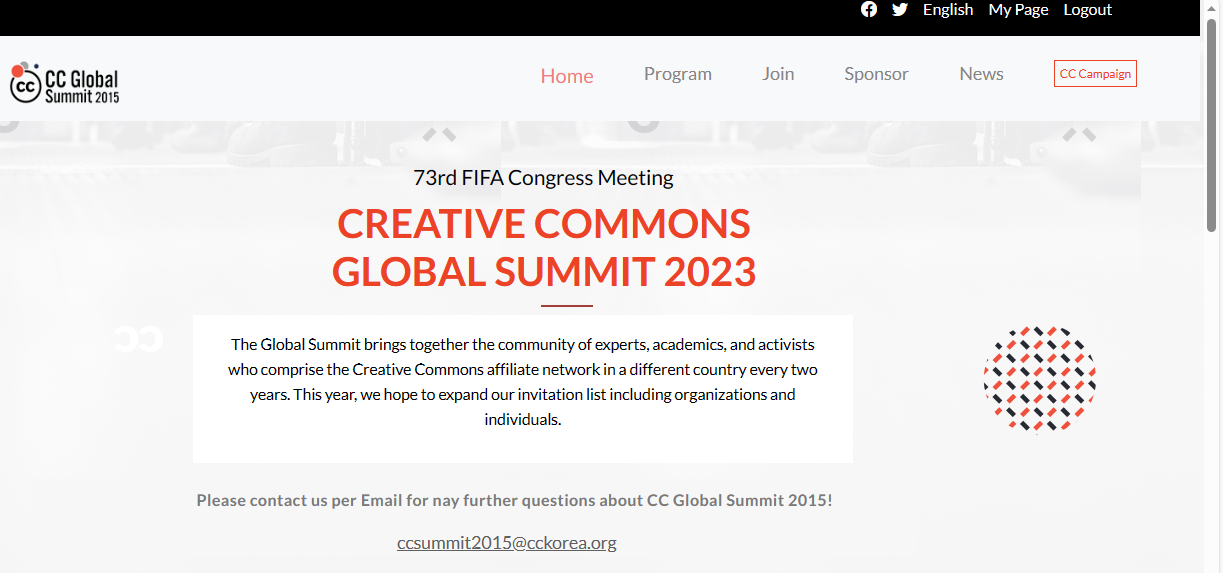 English My Page Logout
CC Global
Summit 2015
cc
Home Program Join Sponsor News CC Campaign
73rd FIFA Congress Meeting
CREATIVE COMMONS
GLOBAL SUMMIT 2023
The Global Summit brings together the community of experts, academics, and activists
who comprise the Creative Commons affiliate network in a different country every two
years. This year, we hope to expand our invitation list including organizations and
individuals.
Please contact us per Email for nay further questions about CC Global Summit 2015!
ccsummit2015@cckorea.org